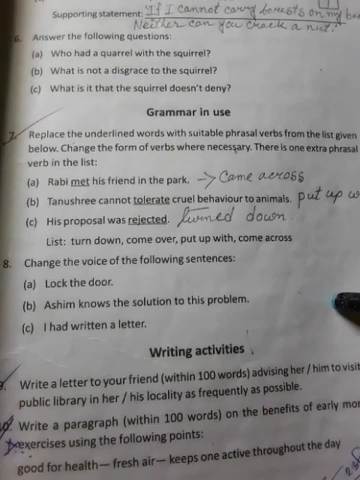 Supporting statement: If I cannot carry forests on my
Neither can you crack a nut."
6. Answer the following questions:
(a) Who had a quarrel with the squirrel?
(b) What is not a disgrace to the squirrel?
(c) What is it that the squirrel doesn't deny?
Grammar in use
7. Replace the underlined words with suitable phrasal verbs from the list given
below. Change the form of verbs where necessary. There is one extra phrasal
verb in the list:
(a) Rabi met his friend in the park. → Came across
(b) Tanushree cannot tolerate cruel behaviour to animals. put up
(c) His proposal was rejected. turned down.
List: turn down, come over, put up with, come across
8. Change the voice of the following sentences:
(a) Lock the door.
(b) Ashim knows the solution to this problem.
(c) I had written a letter.
Writing activities
9. Write a letter to your friend (within 100 words) advising her / him to visit
public library in her / his locality as frequently as possible.
Write a paragraph (within 100 words) on the benefits of early
exercises using the following points:
good for health— fresh air— keeps one active throughout the day